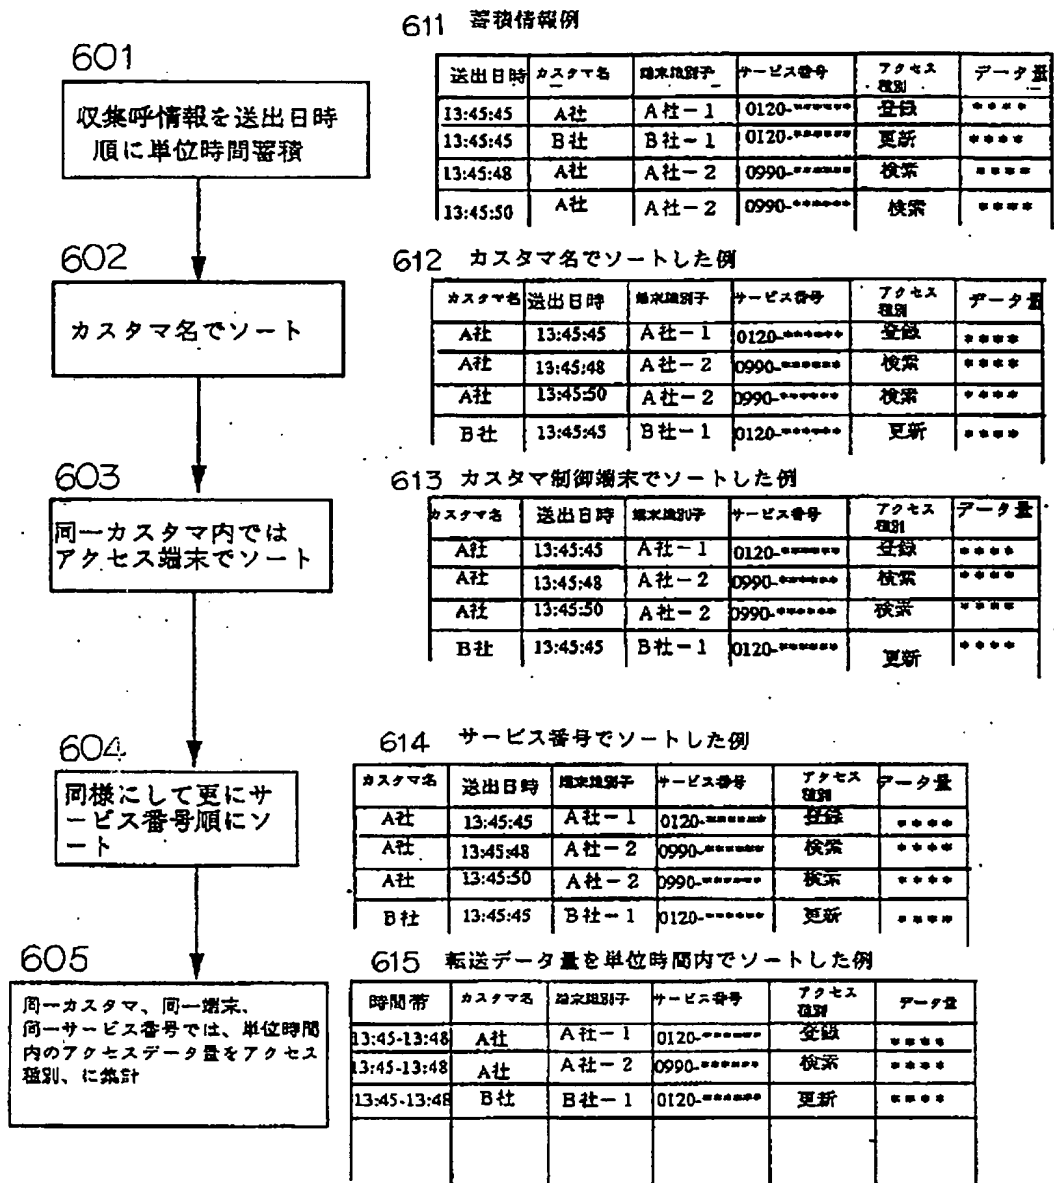 601
収集呼情報を送出日時
順に単位時間蓄積
611 蓄積情報例
送出日時 カスタマ名 端末識別子 サービス番号 アクセス種別 データ量
13:45:45 A社 A社-1 0120-****** 登録 ****
13:45:45 B社 B社-1 0120-****** 更新 ****
13:45:48 A社 A社-2 0990-****** 検索 ****
13:45:50 A社 A社-2 0990-****** 検索 ****
602
カスタマ名でソート
612 カスタマ名でソートした例
カスタマ名 送出日時 端末識別子 サービス番号 アクセス種別 データ量
A社 13:45:45 A社-1 0120-****** 登録 ****
A社 13:45:48 A社-2 0990-****** 検索 ****
A社 13:45:50 A社-2 0990-****** 検索 ****
B社 13:45:45 B社-1 0120-****** 更新 ****
603
同一カスタマ内では
アクセス端末でソート
613 カスタマ制御端末でソートした例
カスタマ名 送出日時 端末識別子 サービス番号 アクセス種別 データ量
A社 13:45:45 A社-1 0120-****** 登録 ****
A社 13:45:48 A社-2 0990-****** 検索 ****
A社 13:45:50 A社-2 0990-****** 検索 ****
B社 13:45:45 B社-1 0120-****** 更新 ****
604
同様にして更にサ
ービス番号順にソ
ート
614 サービス番号でソートした例
カスタマ名 送出日時 端末識別子 サービス番号 アクセス種別 データ量
A社 13:45:45 A社-1 0120-****** 登録 ****
A社 13:45:48 A社-2 0990-****** 検索 ****
A社 13:45:50 A社-2 0990-****** 検索 ****
B社 13:45:45 B社-1 0120-****** 更新 ****
605
同一カスタマ、同一端末、
同一サービス番号では、単位時間
内のアクセスデータ量をアクセス
種別、に集計
615 転送データ量を単位時間内でソートした例
時間帯 カスタマ名 端末識別子 サービス番号 アクセス種別 データ量
13:45-13:48 A社 A社-1 0120-****** 登録 ****
13:45-13:48 A社 A社-2 0990-****** 検索 ****
13:45-13:48 B社 B社-1 0120-****** 更新 ****